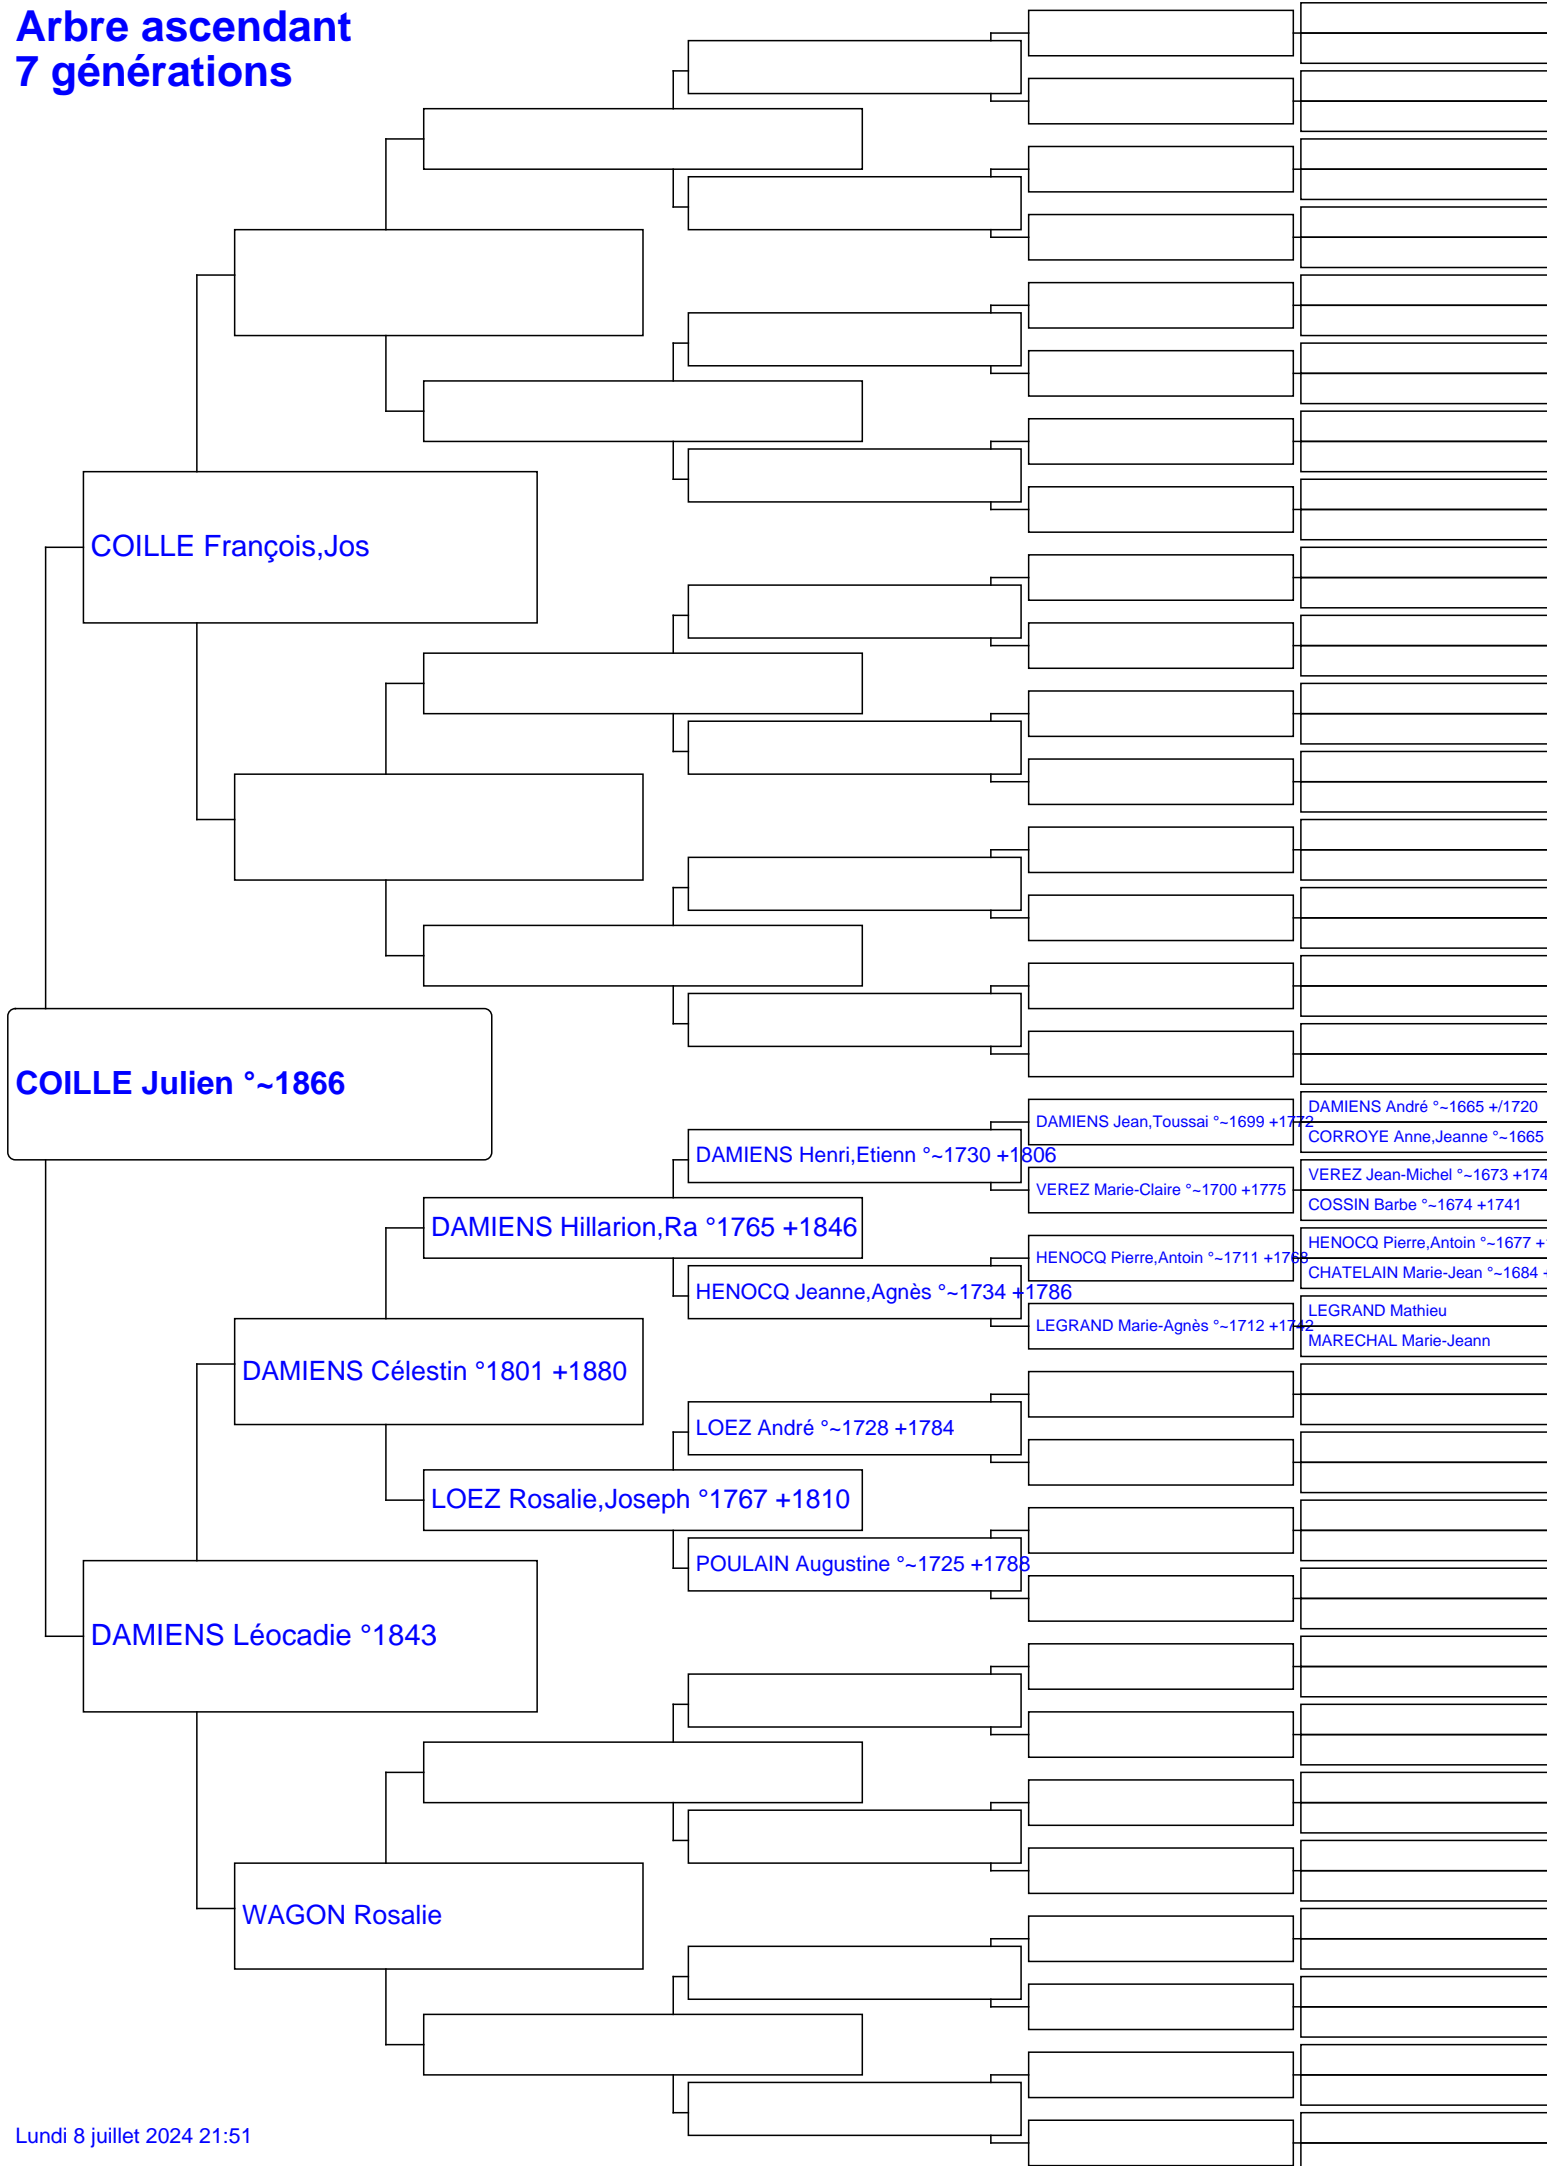 Arbre ascendant
7 générations
COILLE François,Jos
COILLE Julien °~1866
DAMIENS Jean,Toussai °~1699 +1772
DAMIENS André °~1665 +/1720
CORROYE Anne,Jeanne °~1665
DAMIENS Henri,Etienn °~1730 +1806
VEREZ Marie-Claire °~1700 +1775
VEREZ Jean-Michel °~1673 +174
COSSIN Barbe °~1674 +1741
DAMIENS Hillarion,Ra °1765 +1846
HENOCQ Pierre,Antoin °~1711 +1768
HENOCQ Pierre,Antoin °~1677 +
CHATELAIN Marie-Jean °~1684 +
HENOCQ Jeanne,Agnès °~1734 +1786
LEGRAND Marie-Agnès °~1712 +1742
LEGRAND Mathieu
MARECHAL Marie-Jeann
DAMIENS Célestin °1801 +1880
LOEZ André °~1728 +1784
LOEZ Rosalie,Joseph °1767 +1810
POULAIN Augustine °~1725 +1788
DAMIENS Léocadie °1843
WAGON Rosalie
Lundi 8 juillet 2024 21:51